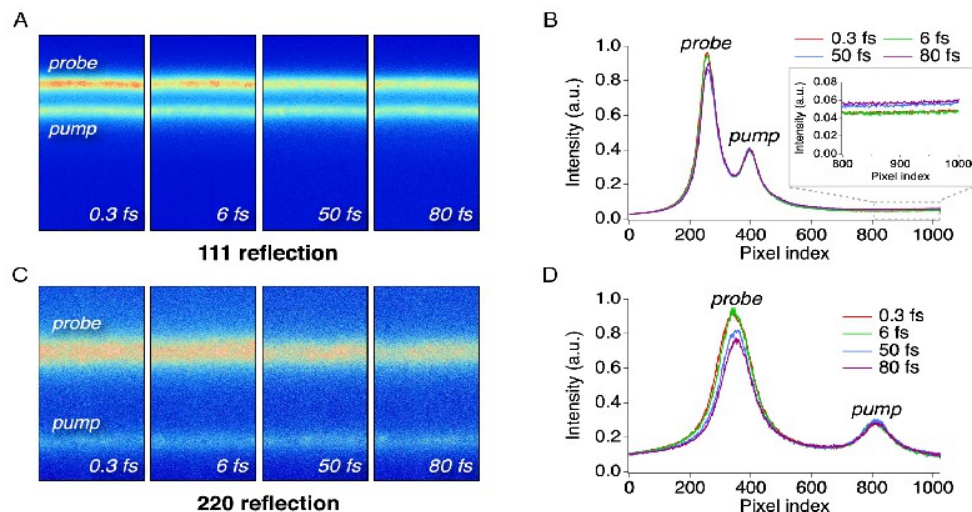 A
probe
pump
0.3 fs
6 fs
50 fs
80 fs
111 reflection
B
0.3 fs
6 fs
50 fs
80 fs
probe
pump
Intensity (a.u.)
1.0
0.8
0.6
0.4
0.2
0.0
0
200
400
600
800
1000
Pixel index
Intensity (a.u.)
0.08
0.06
0.04
0.02
0.00
800
900
1000
Pixel index
C
probe
pump
0.3 fs
6 fs
50 fs
80 fs
220 reflection
D
probe
pump
0.3 fs
6 fs
50 fs
80 fs
Intensity (a.u.)
1.0
0.8
0.6
0.4
0.2
0.0
0
200
400
600
800
1000
Pixel index